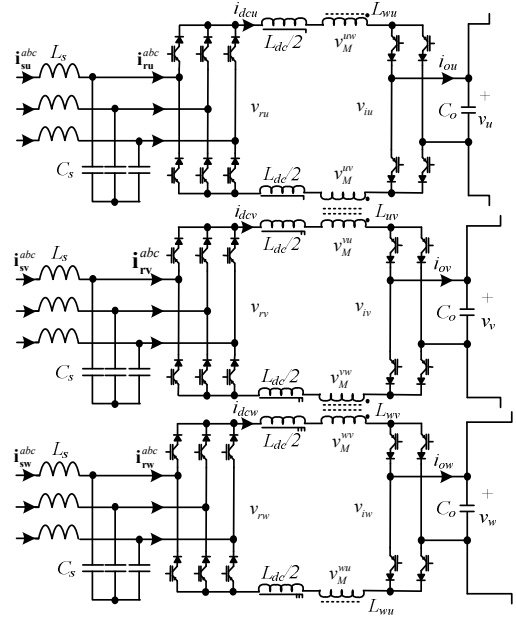 i_dcu L_wu
i_su^abc L_s i_ru^abc L_dc/2 v_M^uw
i_ou
v_ru v_iu C_o + v_u
C_s
L_dc/2 v_M^uv
i_dcv L_uv
i_sv^abc L_s i_rv^abc L_dc/2 v_M^vu
i_ov
v_rv v_iv C_o + v_v
C_s
L_dc/2 v_M^vw
i_dcw L_wv
i_sw^abc L_s i_rw^abc L_dc/2 v_M^wv
i_ow
v_rw v_iw C_o + v_w
C_s
L_dc/2 v_M^wu
L_wu